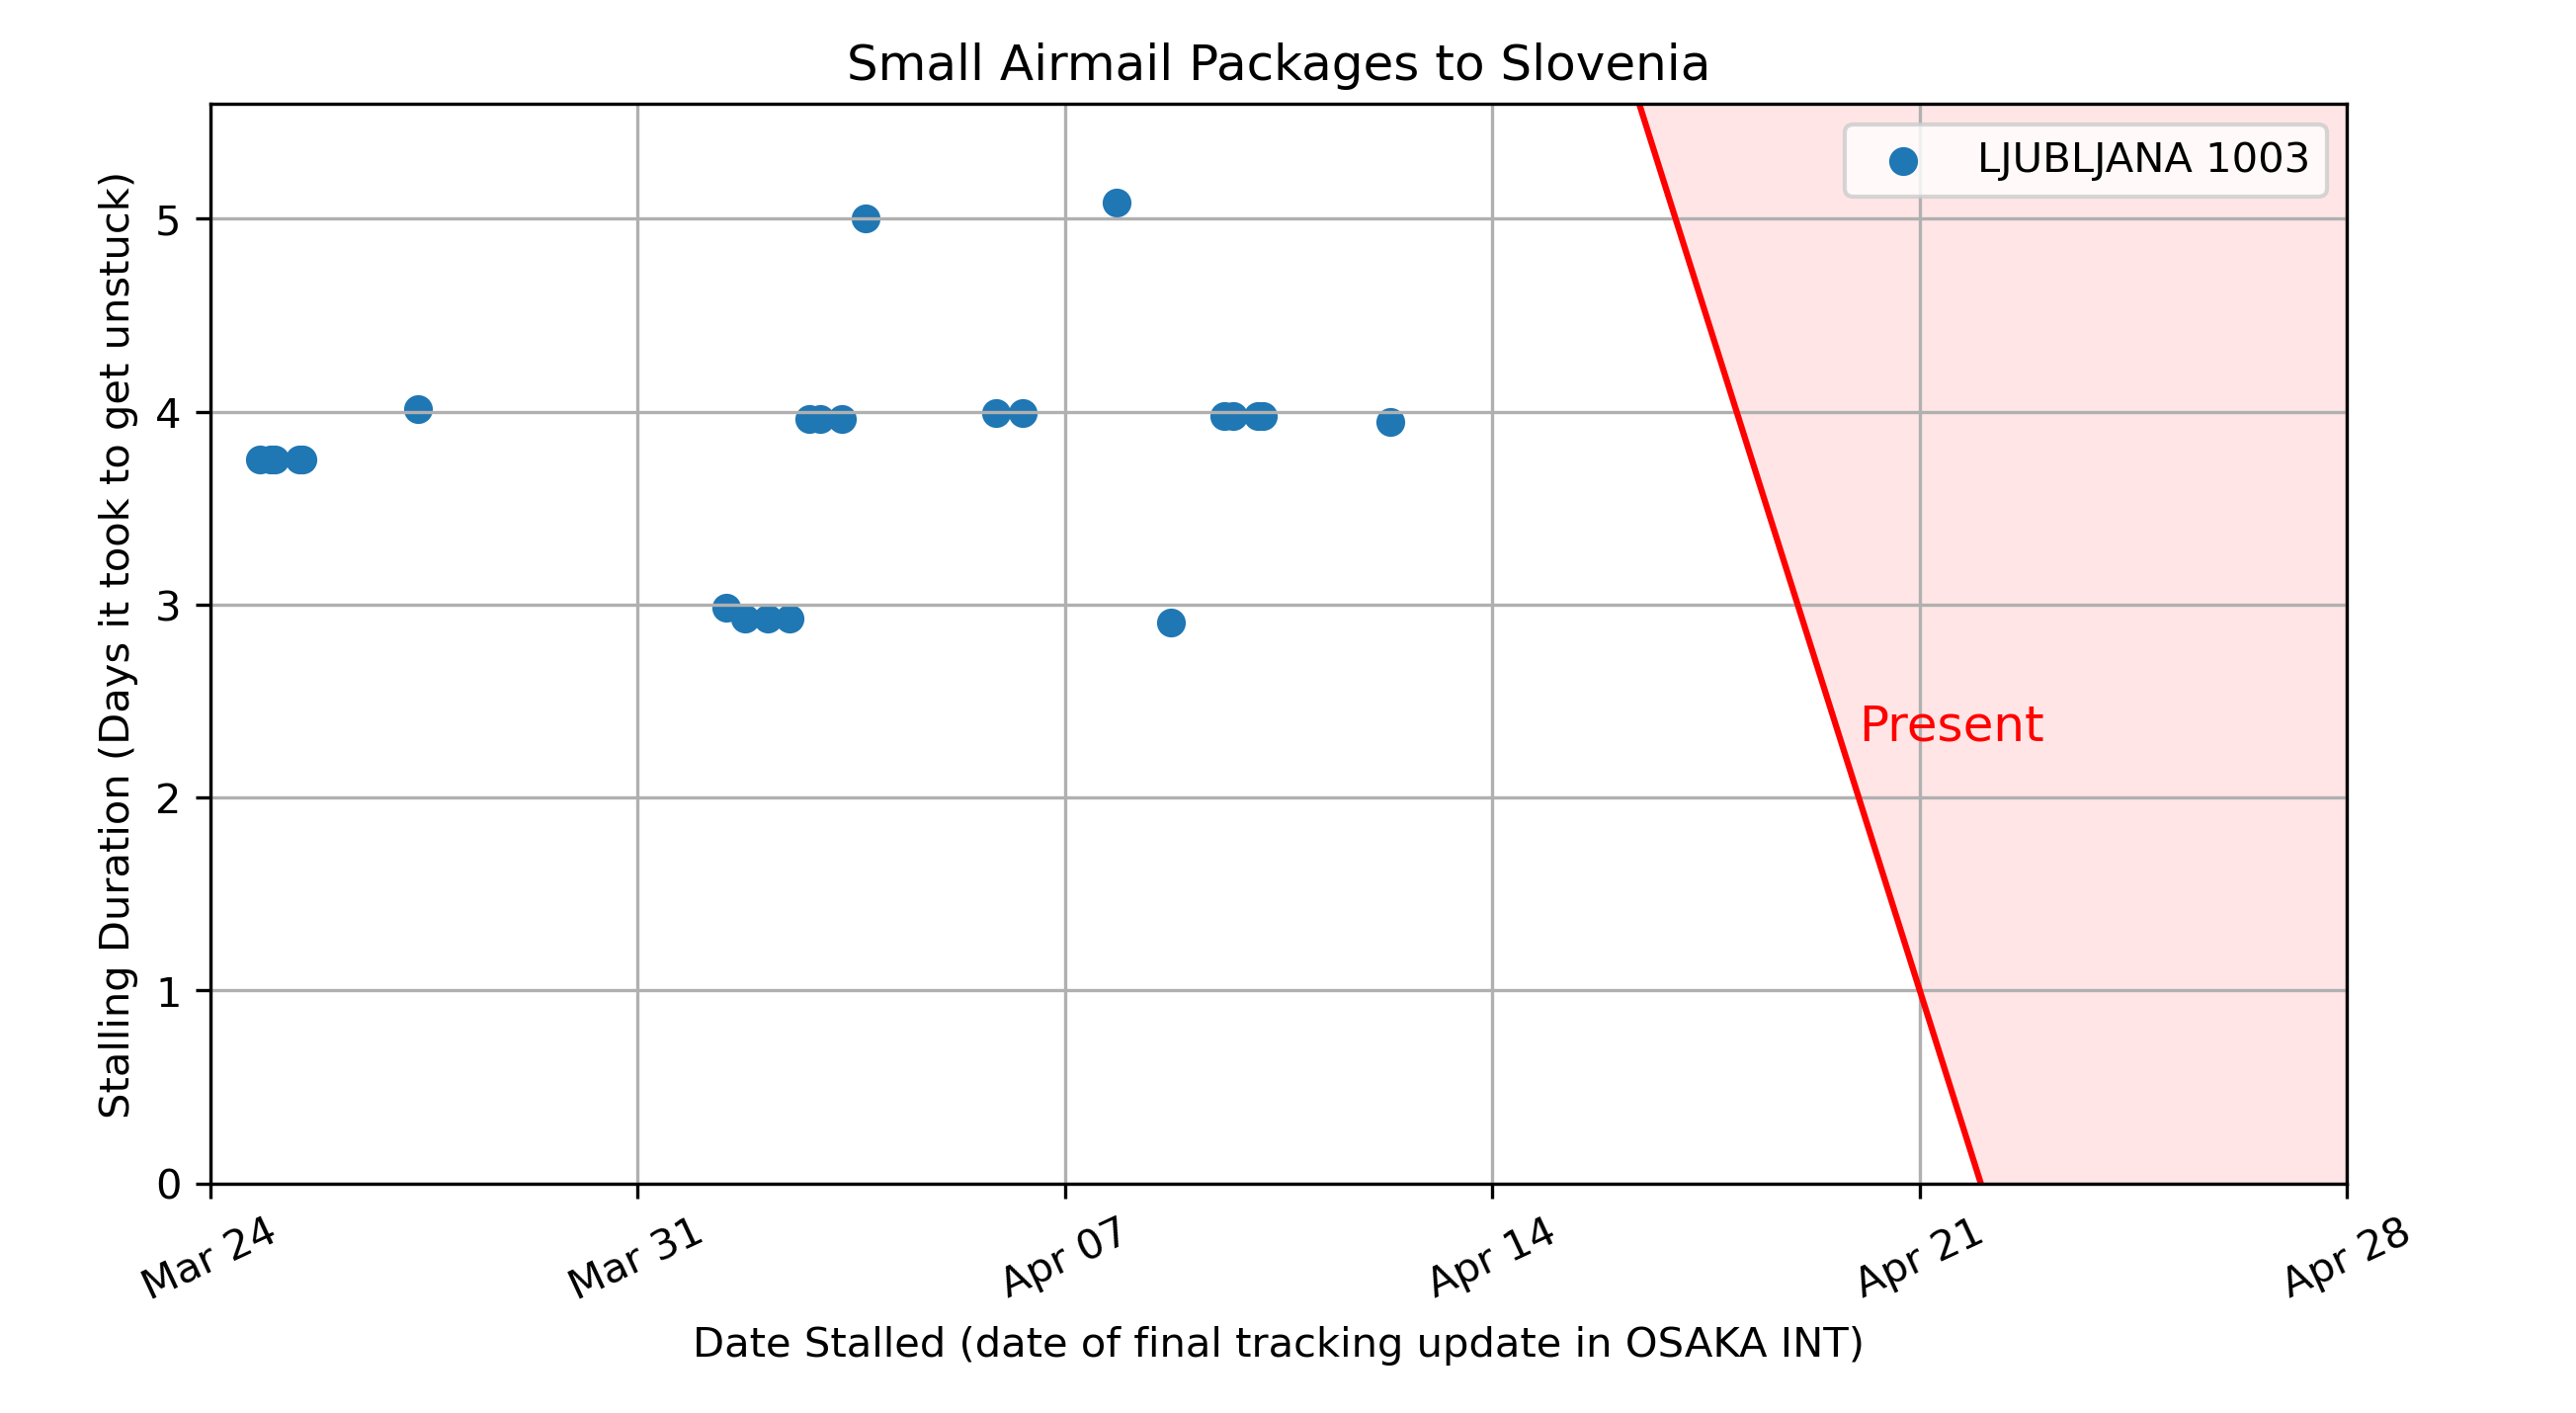 Small Airmail Packages to Slovenia
LJUBLJANA 1003
Stalling Duration (Days it took to get unstuck)
5
4
3
2
1
0
Present
Mar 24
Mar 31
Apr 07
Apr 14
Apr 21
Apr 28
Date Stalled (date of final tracking update in OSAKA INT)